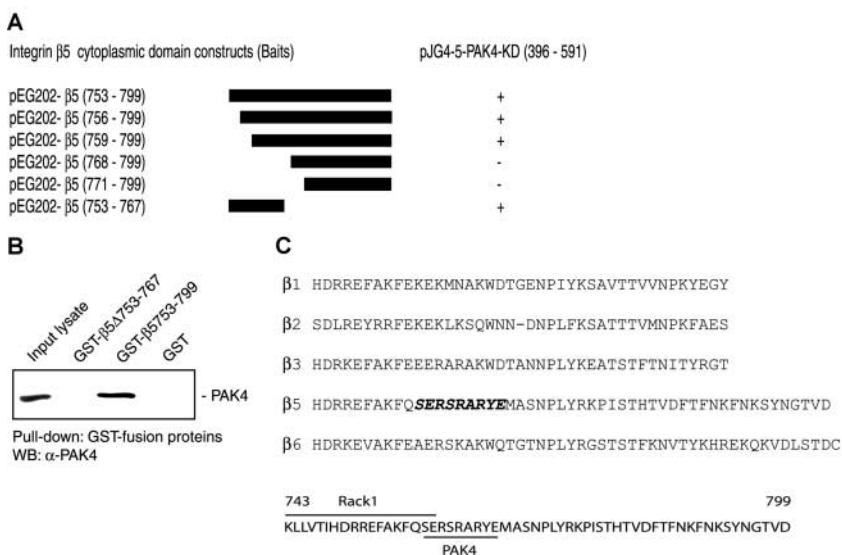 A
Integrin β5 cytoplasmic domain constructs (Baits) pJG4-5-PAK4-KD (396 - 591)
pEG202- β5 (753 - 799) +
pEG202- β5 (756 - 799) +
pEG202- β5 (759 - 799) +
pEG202- β5 (768 - 799) -
pEG202- β5 (771 - 799) -
pEG202- β5 (753 - 767) +
B
Input lysate
GST-β5Δ753-767
GST-β5753-799
GST
- PAK4
Pull-down: GST-fusion proteins
WB: α-PAK4
C
β1 HDRREFAKFEKEKMNAKWDTGENPIYKSAVTTVVNPKYEGY
β2 SDLREYRRFEKEKLKSQWNN-DNPLFKSATTTVMNPKFAES
β3 HDRKEFAKFEEERARAKWDTANNPLYKEATSTFTNITYRGT
β5 HDRREFAKFQSERSRARYEMASNPLYRKPISTHTVDFTFNKFNKSYNGTVD
β6 HDRKEVAKFEAERSKAKWQTGTNPLYRGSTSTFKNVTYKHREKQKVDLSTDC
743 Rack1 799
KLLVTIHDRREFAKFQSERSRARYEMASNPLYRKPISTHTVDFTFNKFNKSYNGTVD
PAK4